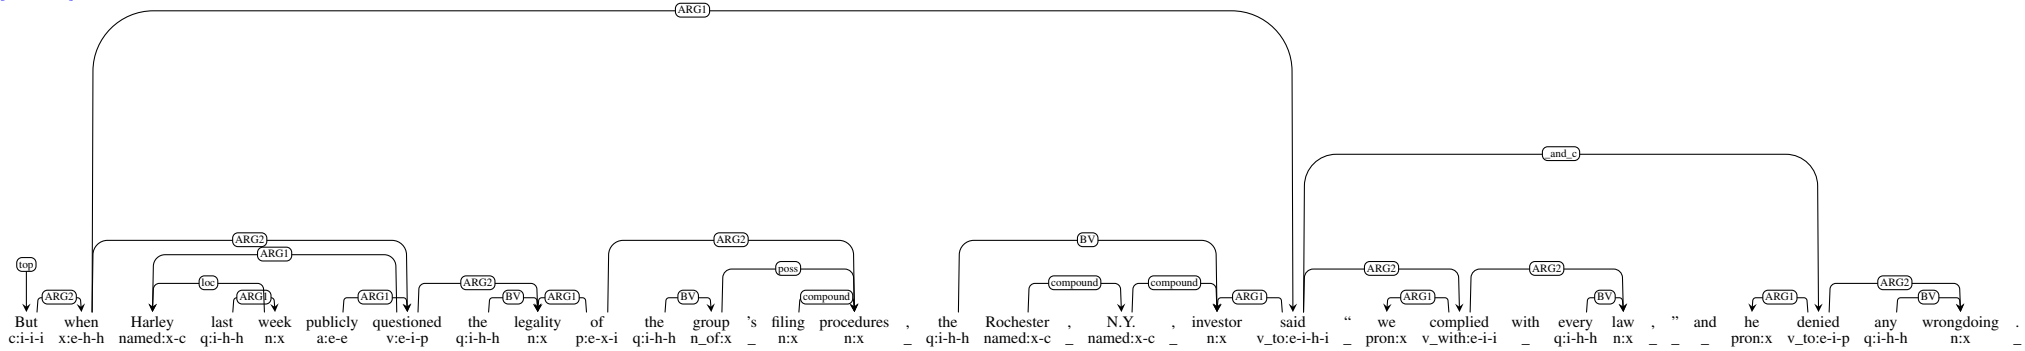 ARG1
_and_c
ARG2 ARG2 BV
ARG1
top loc ARG2 poss compound compound ARG2 ARG2 ARG2
ARG2 ARG1 ARG1 BV ARG1 BV compound ARG1 ARG1 BV ARG1 BV
But when Harley last week publicly questioned the legality of the group 's filing procedures , the Rochester , N.Y. , investor said “ we complied with every law , ” and he denied any wrongdoing .
c:i-i-i x:e-h-h named:x-c q:i-h-h n:x a:e-e v:e-i-p q:i-h-h n:x p:e-x-i q:i-h-h n_of:x _ n:x n:x _ q:i-h-h named:x-c _ named:x-c _ n:x v_to:e-i-h-i _ pron:x v_with:e-i-i _ q:i-h-h n:x _ _ _ pron:x v_to:e-i-p q:i-h-h n:x _